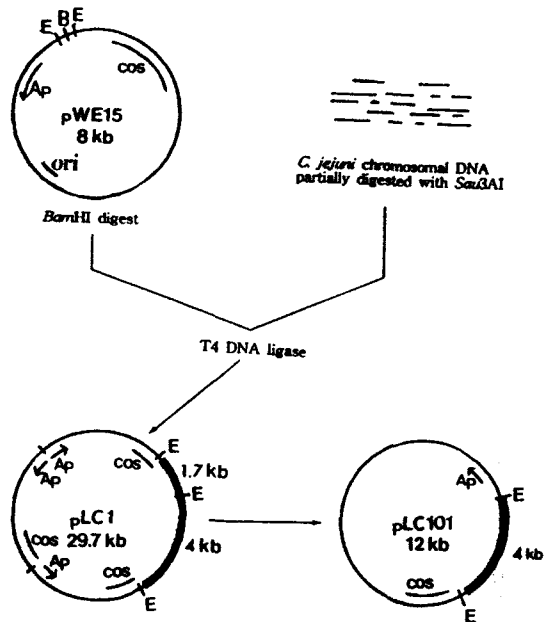 E B E
cos
Ap
pWE15
8 kb
ori
BamHI digest
C. jejuni chromosomal DNA
partially digested with Sau3AI
T4 DNA ligase
Ap
Ap
cos
E
1.7 kb
E
pLC1
29.7 kb
cos
Ap
cos
4 kb
E
Ap
E
pLC101
12 kb
4 kb
cos
E